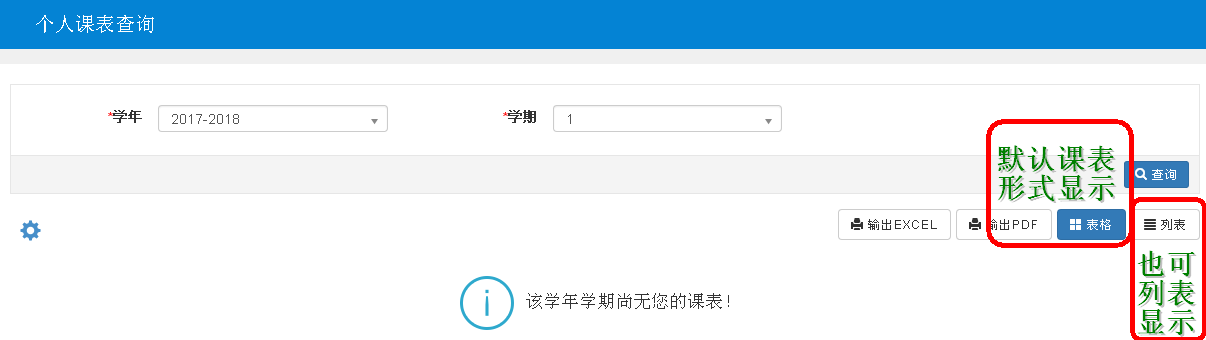 个人课表查询
*学年
2017-2018
*学期
1
默认课表
形式显示
查询
输出EXCEL
输出PDF
表格
列表
也可
列表
显示
该学年学期尚无您的课表！